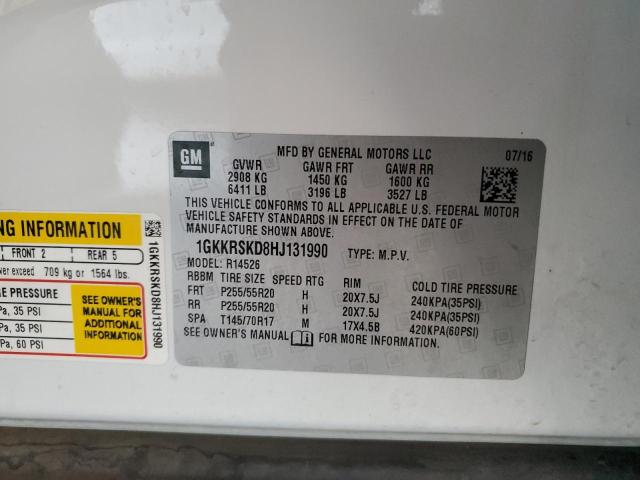 GM
MFD BY GENERAL MOTORS LLC 07/16
GVWR GAWR FRT GAWR RR
2908 KG 1450 KG 1600 KG
6411 LB 3196 LB 3527 LB
THIS VEHICLE CONFORMS TO ALL APPLICABLE U.S. FEDERAL MOTOR
VEHICLE SAFETY STANDARDS IN EFFECT ON THE DATE OF
MANUFACTURE SHOWN ABOVE.
1GKKRSKD8HJ131990 TYPE: M.P.V.
MODEL: R14526
RBBM TIRE SIZE SPEED RTG RIM COLD TIRE PRESSURE
FRT P255/55R20 H 20X7.5J 240KPA(35PSI)
RR P255/55R20 H 20X7.5J 240KPA(35PSI)
SPA T145/70R17 M 17X4.5B 420KPA(60PSI)
SEE OWNER'S MANUAL FOR MORE INFORMATION
NG INFORMATION
FRONT 2 REAR 5
exceed 709 kg or 1564 lbs.
RE PRESSURE
Pa, 35 PSI
Pa, 35 PSI
Pa, 60 PSI
SEE OWNER'S
MANUAL FOR
ADDITIONAL
INFORMATION
1GKKRSKD8HJ131990